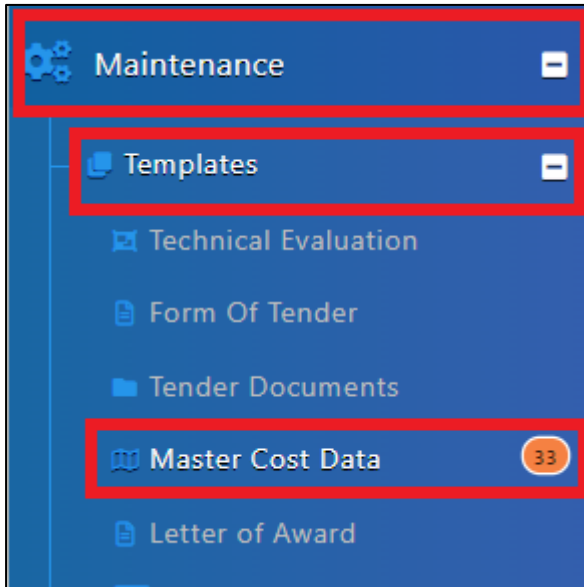 Maintenance
Templates
Technical Evaluation
Form Of Tender
Tender Documents
Master Cost Data 33
Letter of Award